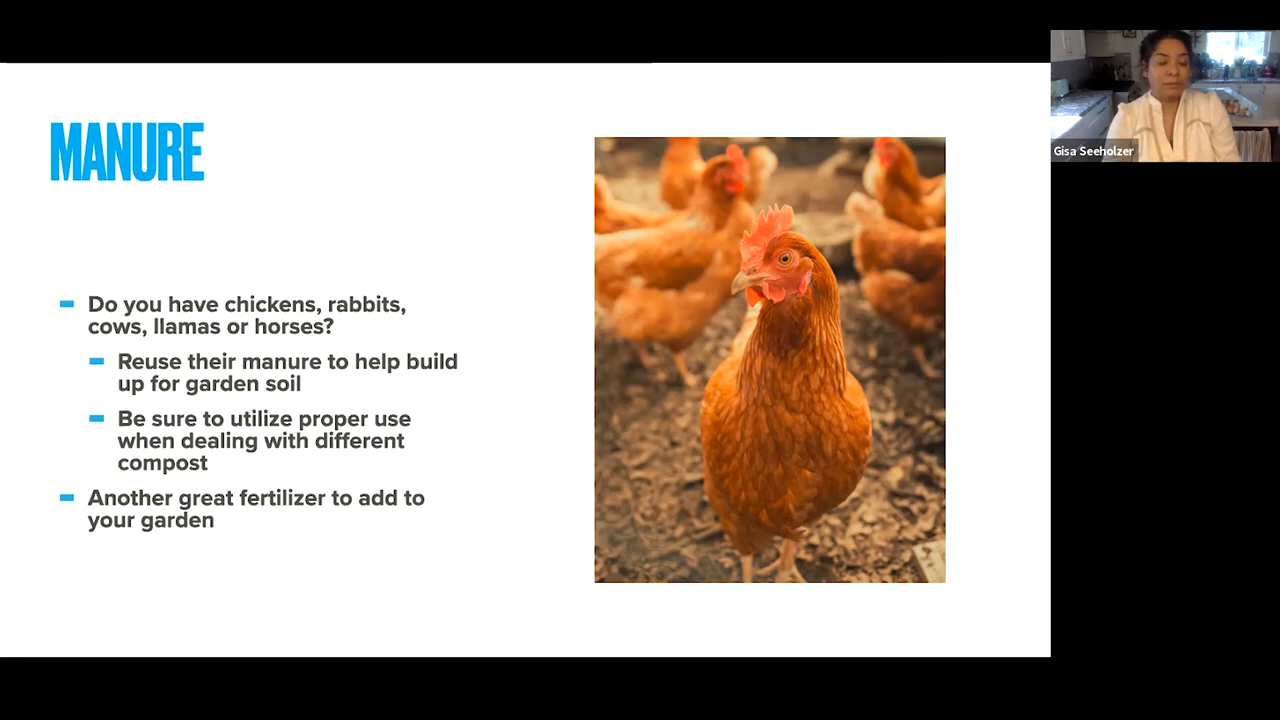 MANURE
Do you have chickens, rabbits,
cows, llamas or horses?
Reuse their manure to help build
up for garden soil
Be sure to utilize proper use
when dealing with different
compost
Another great fertilizer to add to
your garden
Gisa Seeholzer